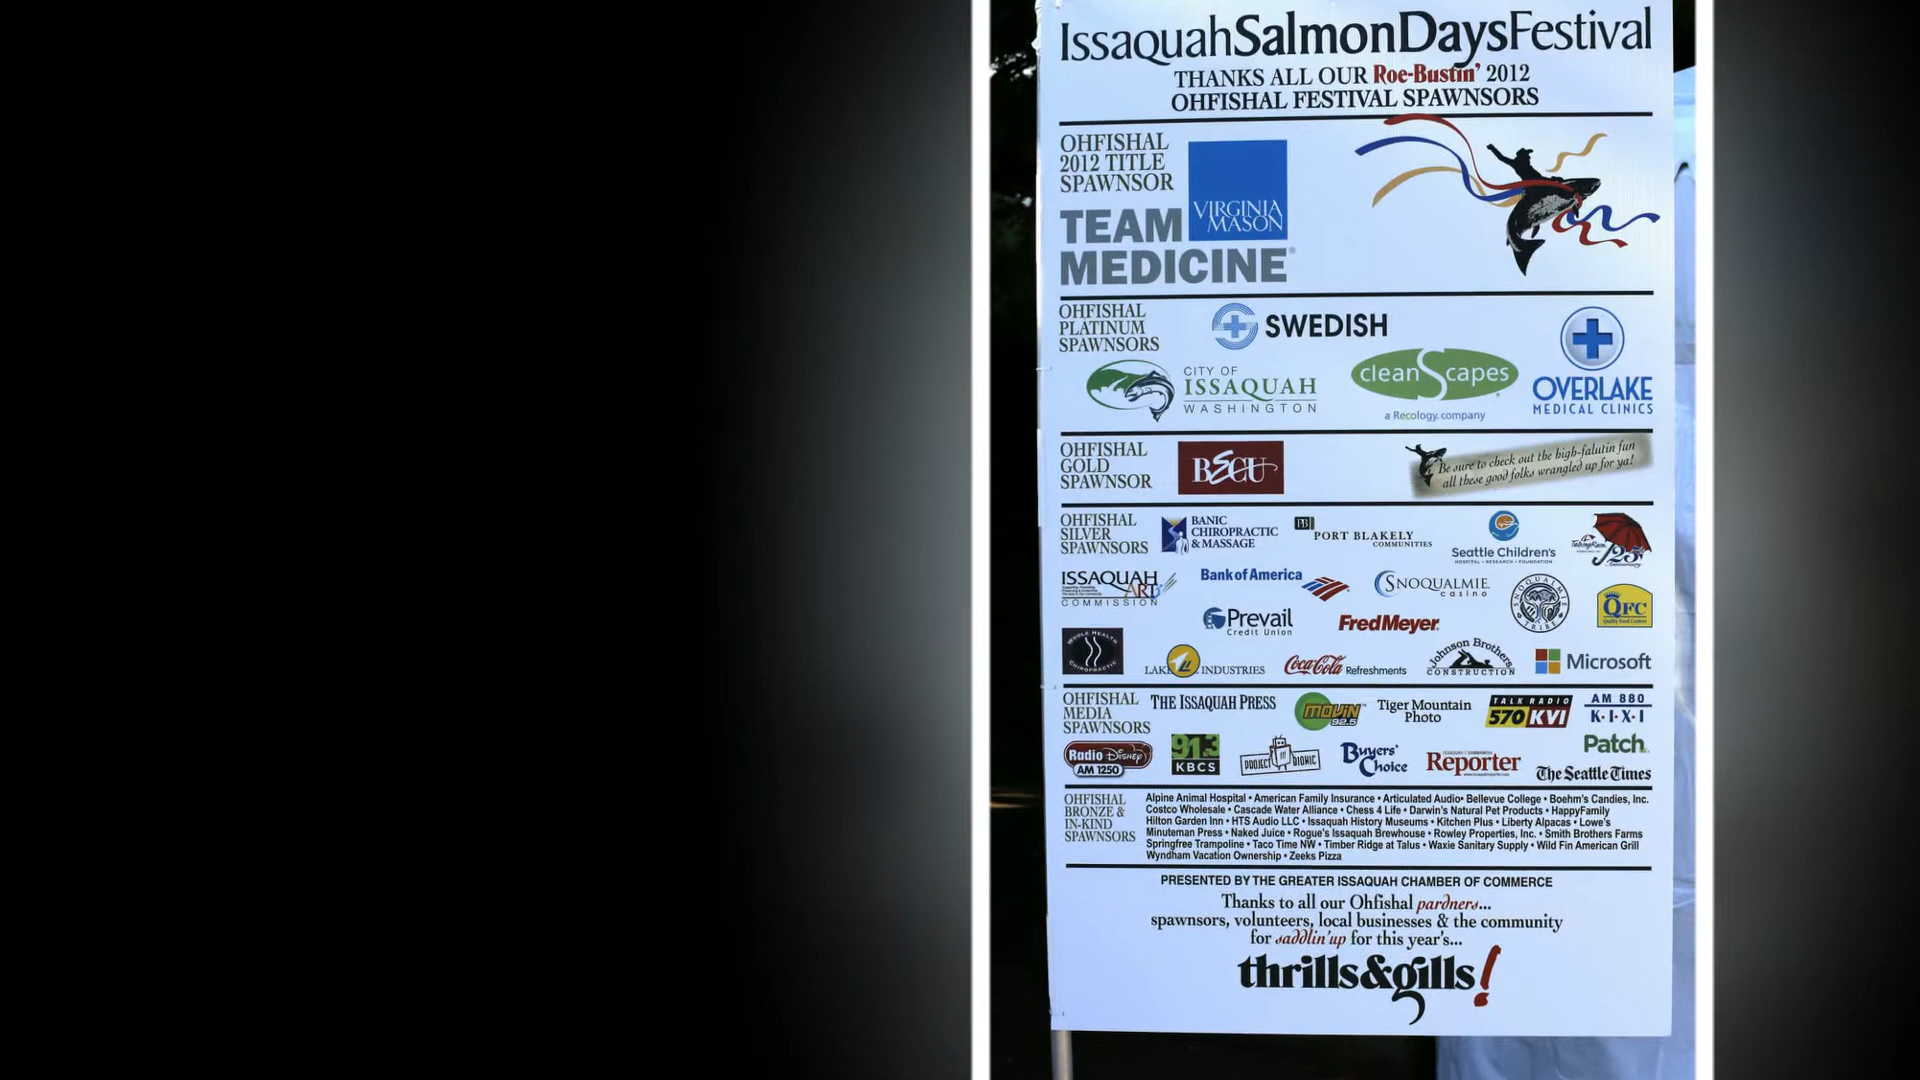 IssaquahSalmonDaysFestival
THANKS ALL OUR Roe-Bustin' 2012
OHFISHAL FESTIVAL SPAWNSORS
OHFISHAL
2012 TITLE
SPAWNSOR
VIRGINIA
MASON
TEAM
MEDICINE®
OHFISHAL
PLATINUM
SPAWNSORS
SWEDISH
CITY OF
ISSAQUAH
WASHINGTON
cleanScapes
a Recology company
OVERLAKE
MEDICAL CLINICS
OHFISHAL
GOLD
SPAWNSOR
BECU
Be sure to check out the high-falutin fun
all these good folks wrangled up for ya!
OHFISHAL
SILVER
SPAWNSORS
BANIC
CHIROPRACTIC
& MASSAGE
PB
PORT BLAKELY
COMMUNITIES
Seattle Children's
HOSPITAL • RESEARCH • FOUNDATION
TalkingRain
25th
Anniversary
ISSAQUAH
ART
COMMISSION
Bank of America
SNOQUALMIE
casino
SNOQUALMIE
TRIBE
QFC
Quality Food Centers
Prevail
Credit Union
Fred Meyer
WHOLE HEALTH
CHIROPRACTIC
LAKE INDUSTRIES
Coca-Cola Refreshments
Johnson Brothers
CONSTRUCTION
Microsoft
OHFISHAL
MEDIA
SPAWNSORS
THE ISSAQUAH PRESS
MOViN
92.5
Tiger Mountain
Photo
TALK RADIO
570 KVI
AM 880
K•I•X•I
Radio Disney
AM 1250
91.3
KBCS
PROJECT BIONIC
Buyers'
Choice
Reporter
Patch
The Seattle Times
OHFISHAL
BRONZE &
IN-KIND
SPAWNSORS
Alpine Animal Hospital • American Family Insurance • Articulated Audio • Bellevue College • Boehm's Candies, Inc.
Costco Wholesale • Cascade Water Alliance • Chess 4 Life • Darwin's Natural Pet Products • HappyFamily
Hilton Garden Inn • HTS Audio LLC • Issaquah History Museums • Kitchen Plus • Liberty Alpacas • Lowe's
Minuteman Press • Naked Juice • Rogue's Issaquah Brewhouse • Rowley Properties, Inc. • Smith Brothers Farms
Springfree Trampoline • Taco Time NW • Timber Ridge at Talus • Waxie Sanitary Supply • Wild Fin American Grill
Wyndham Vacation Ownership • Zeeks Pizza
PRESENTED BY THE GREATER ISSAQUAH CHAMBER OF COMMERCE
Thanks to all our Ohfishal pardners...
spawnsors, volunteers, local businesses & the community
for saddlin'up for this year's...
thrills&gills!